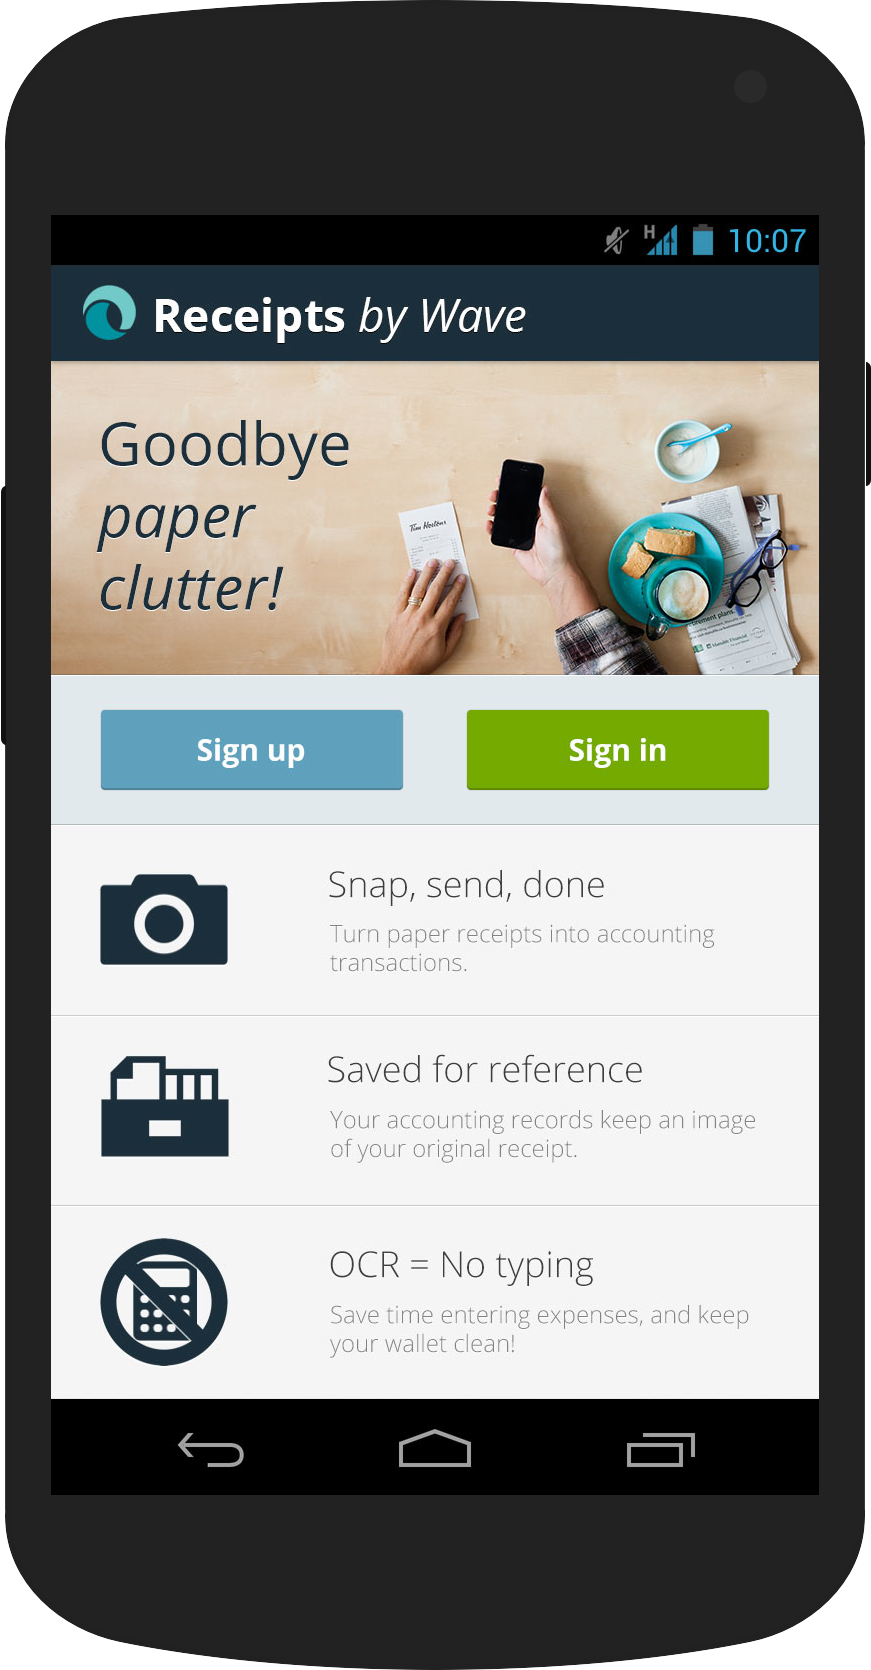 H 10:07
Receipts by Wave
Goodbye
paper
clutter!
Tim Hortons
Sign up
Sign in
Snap, send, done
Turn paper receipts into accounting
transactions.
Saved for reference
Your accounting records keep an image
of your original receipt.
OCR = No typing
Save time entering expenses, and keep
your wallet clean!